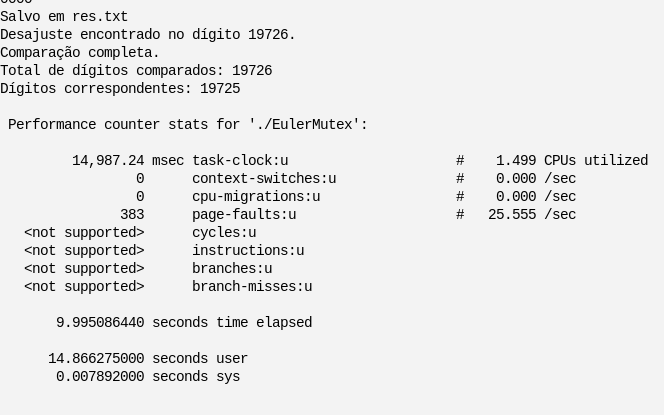 Salvo em res.txt
Desajuste encontrado no dígito 19726.
Comparação completa.
Total de dígitos comparados: 19726
Dígitos correspondentes: 19725
Performance counter stats for './EulerMutex':
14,987.24 msec task-clock:u # 1.499 CPUs utilized
0 context-switches:u # 0.000 /sec
0 cpu-migrations:u # 0.000 /sec
383 page-faults:u # 25.555 /sec
<not supported> cycles:u
<not supported> instructions:u
<not supported> branches:u
<not supported> branch-misses:u
9.995086440 seconds time elapsed
14.866275000 seconds user
0.007892000 seconds sys